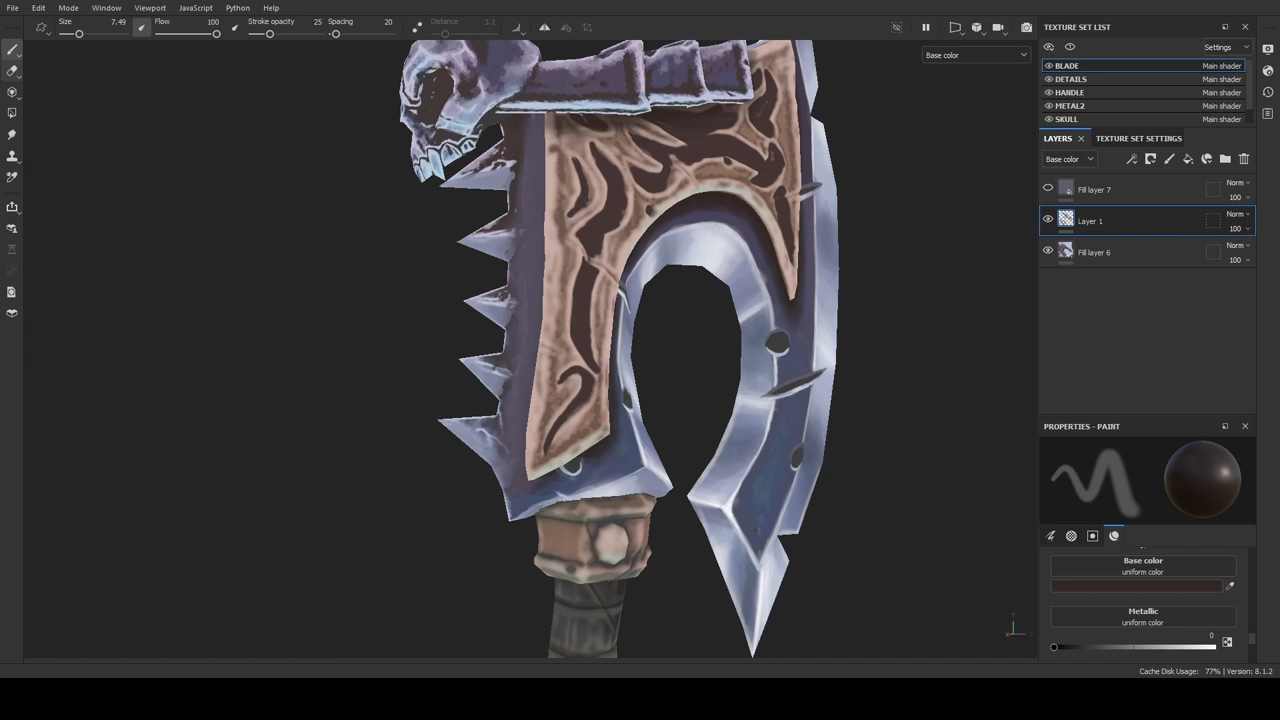 File Edit Mode Window Viewport JavaScript Python Help
Size 7.49 Flow 100 Stroke opacity 25 Spacing 20 Distance 3.1
Base color
TEXTURE SET LIST
Settings
BLADE Main shader
DETAILS Main shader
HANDLE Main shader
METAL2 Main shader
SKULL Main shader
LAYERS TEXTURE SET SETTINGS
Base color
Fill layer 7 Norm 100
Layer 1 Norm 100
Fill layer 6 Norm 100
PROPERTIES - PAINT
Base color
uniform color
Metallic
uniform color
0
Y
Cache Disk Usage: 77% | Version: 8.1.2